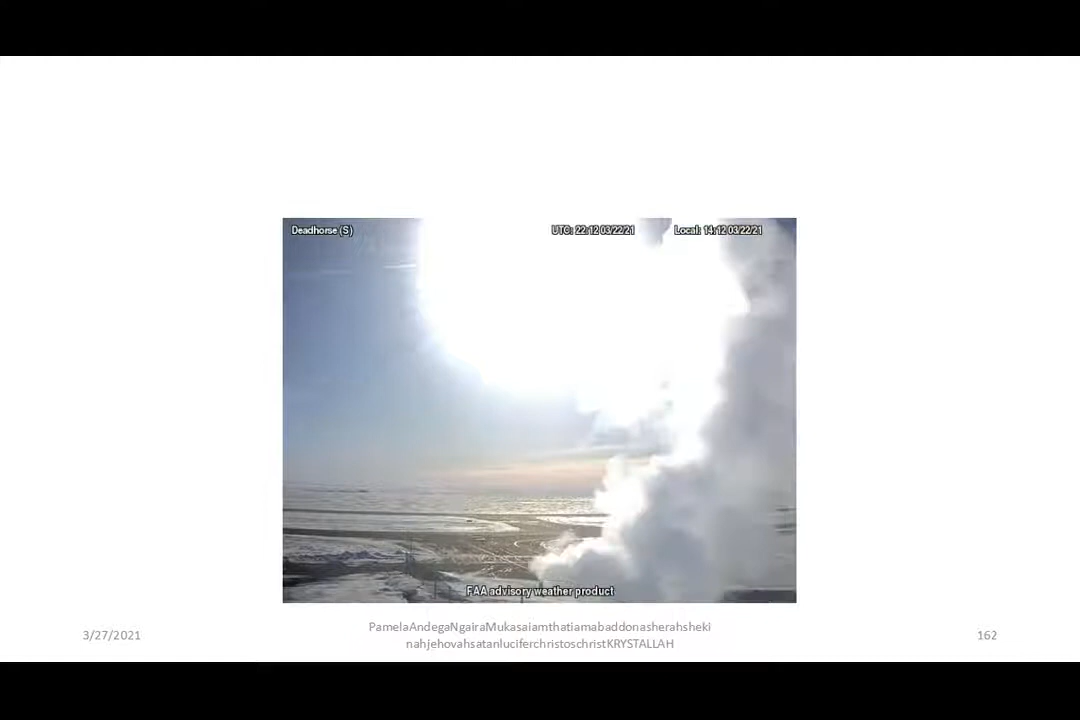 Deadhorse (S) UTC: 22:12 03/22/21 Local: 14:12 03/22/21
FAA advisory weather product
3/27/2021
PamelaAndegaNgairaMukasaiamthatiamabaddonasherahsheki
nahjehovahsatanluciferchristoschristKRYSTALLAH
162